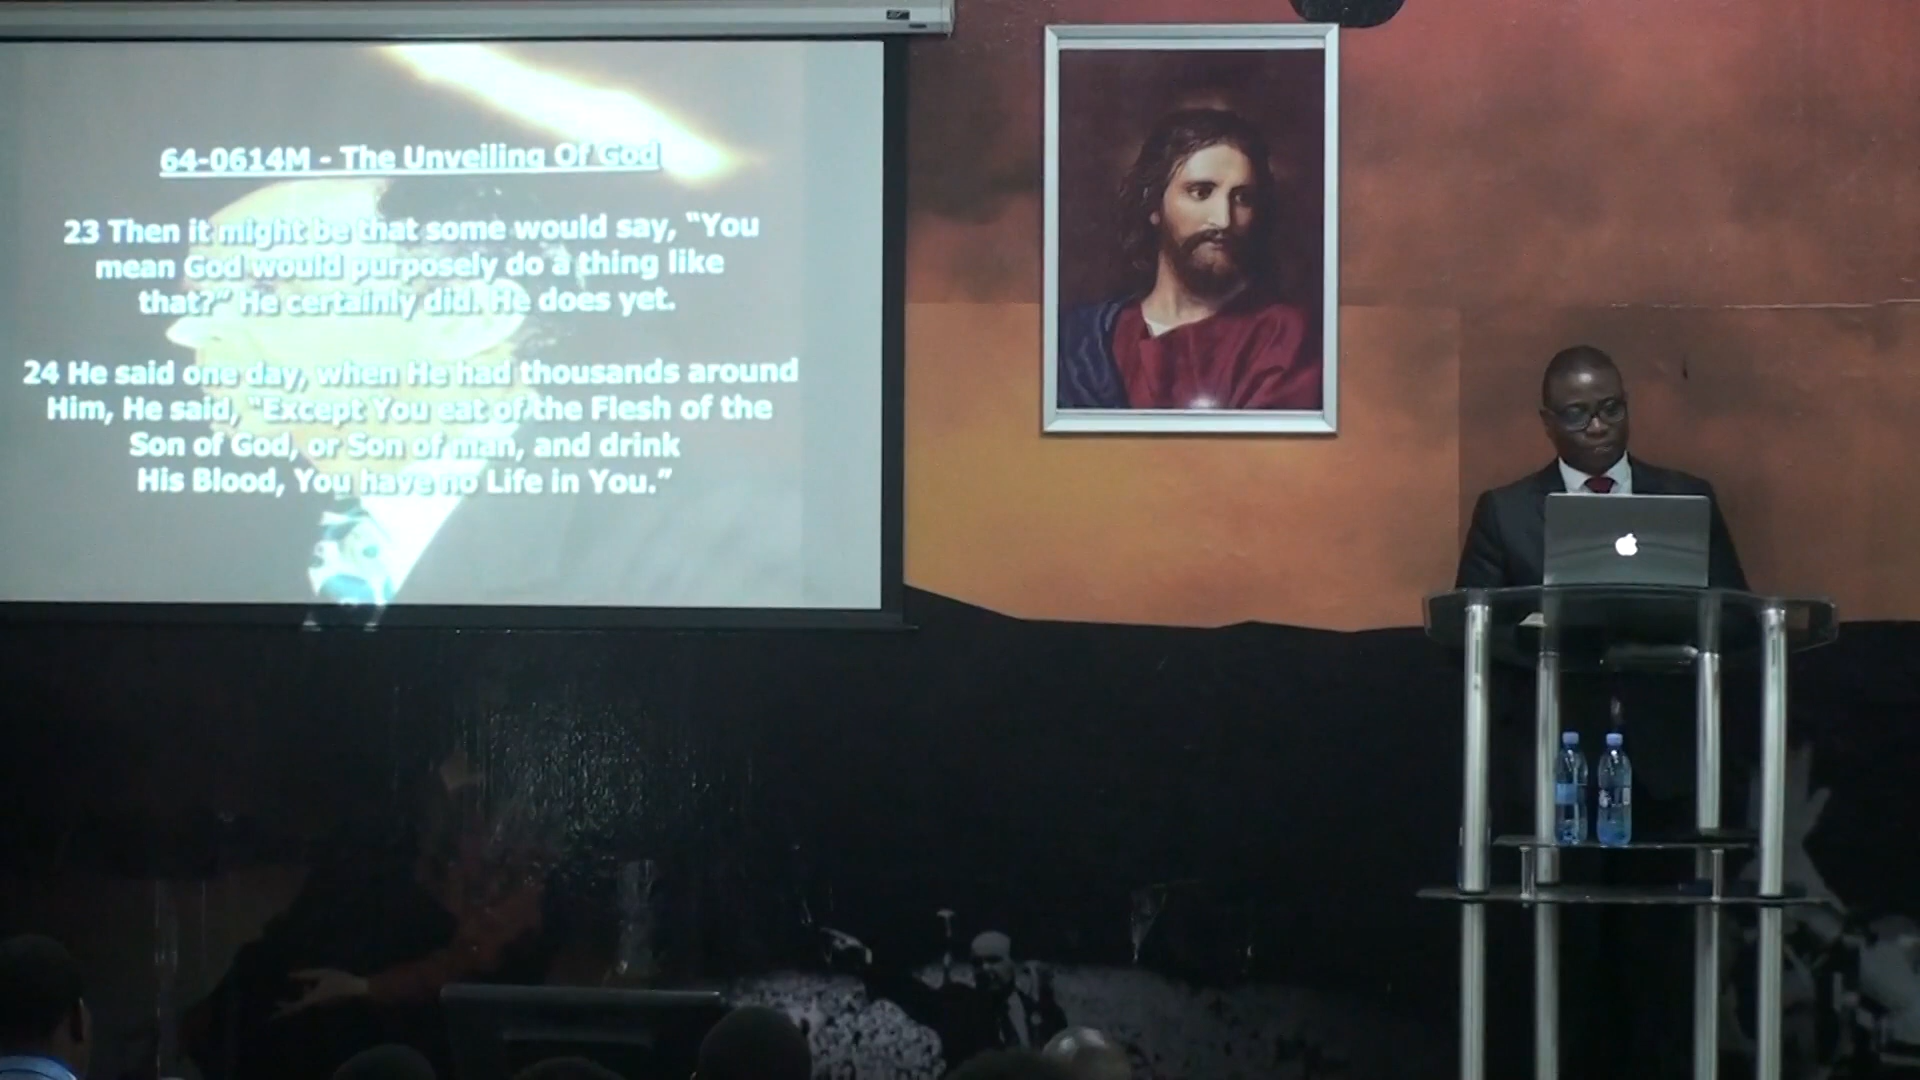 64-0614M - The Unveiling Of God
23 Then it might be that some would say, “You
mean God would purposely do a thing like
that?” He certainly did. He does yet.
24 He said one day, when He had thousands around
Him, He said, “Except You eat of the Flesh of the
Son of God, or Son of man, and drink
His Blood, You have no Life in You.”